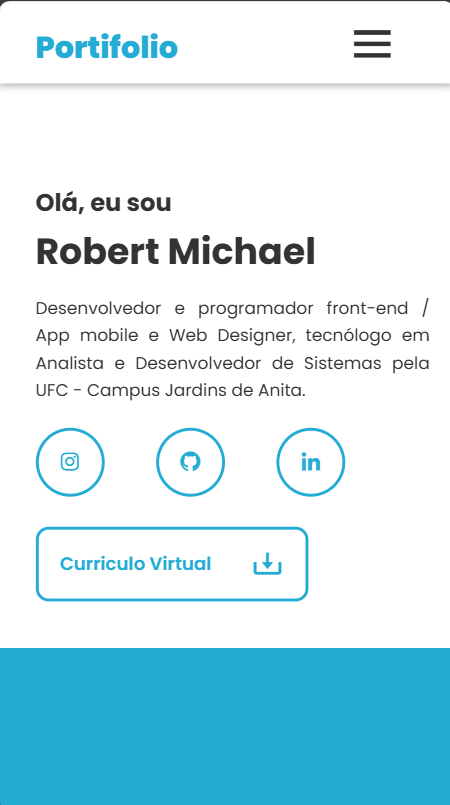 Portifolio
Olá, eu sou
Robert Michael
Desenvolvedor e programador front-end /
App mobile e Web Designer, tecnólogo em
Analista e Desenvolvedor de Sistemas pela
UFC - Campus Jardins de Anita.
in
Curriculo Virtual